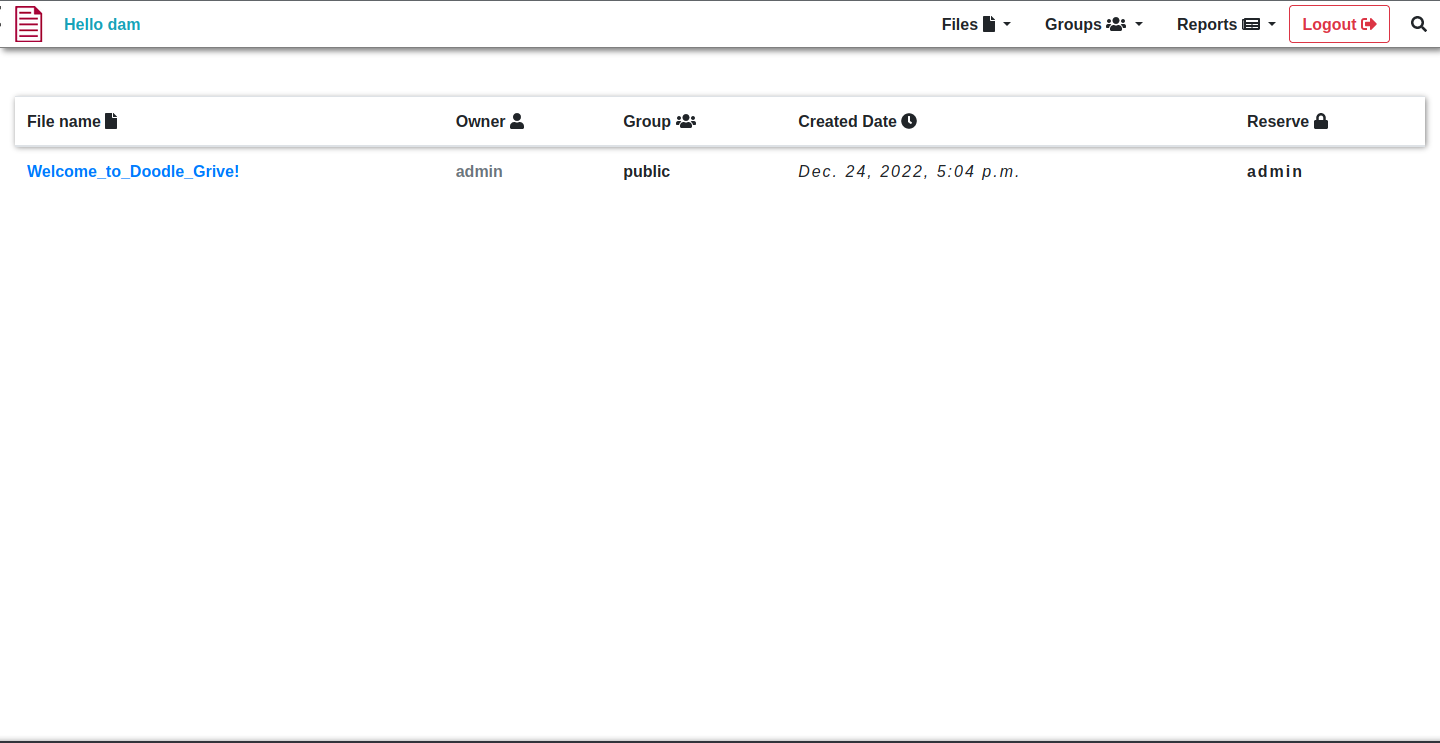 Hello dam Files Groups Reports Logout
File name Owner Group Created Date Reserve
Welcome_to_Doodle_Grive! admin public Dec. 24, 2022, 5:04 p.m. admin